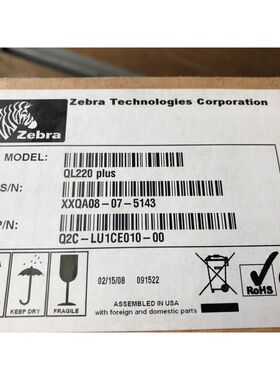 Zebra Technologies Corporation
Zebra
MODEL:
QL220 plus
S/N:
XXQA08-07-5143
P/N:
Q2C-LU1CE010-00
KEEP DRY
FRAGILE
02/15/08 091522
ASSEMBLED IN USA
with foreign and domestic parts
RoHS